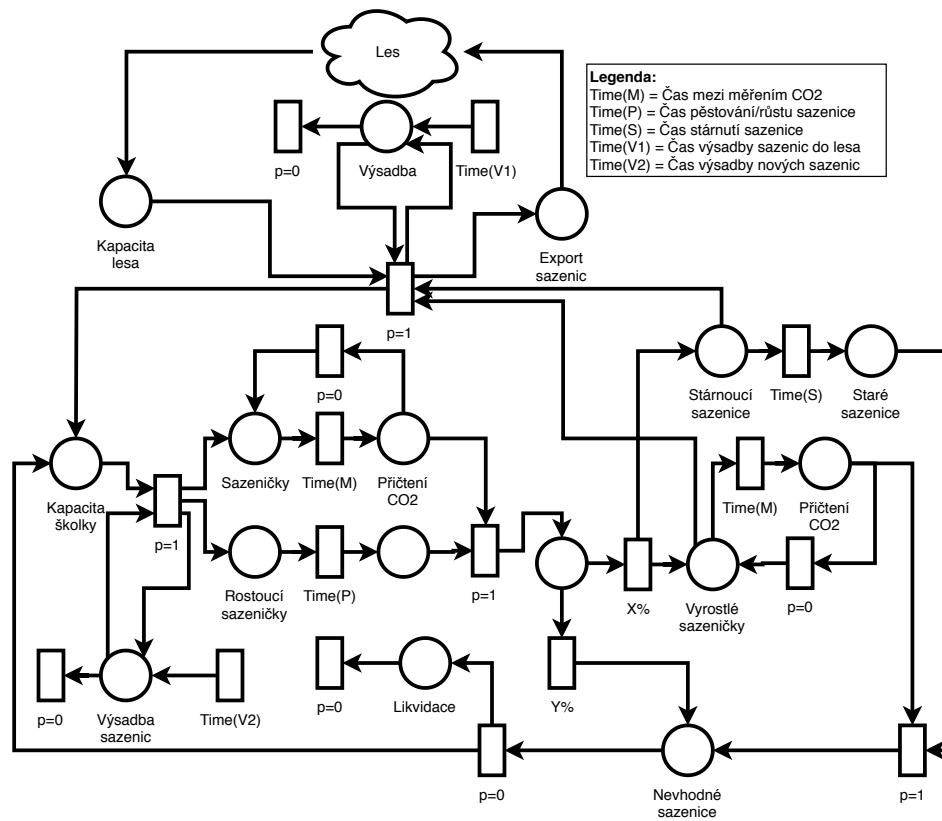 Les
Legenda:
Time(M) = Čas mezi měřením CO2
Time(P) = Čas pěstování/růstu sazenice
Time(S) = Čas stárnutí sazenice
Time(V1) = Čas výsadby sazenic do lesa
Time(V2) = Čas výsadby nových sazenic
p=0
Výsadba
Time(V1)
Kapacita
lesa
Export
sazenic
p=1
p=0
Stárnoucí
sazenice
Time(S)
Staré
sazenice
Kapacita
školky
p=1
Sazeničky
Time(M)
Přičtení
CO2
Time(M)
Přičtení
CO2
Rostoucí
sazeničky
Time(P)
p=1
X%
Vyrostlé
sazeničky
p=0
p=0
Výsadba
sazenic
Time(V2)
p=0
Likvidace
Y%
p=0
Nevhodné
sazenice
p=1